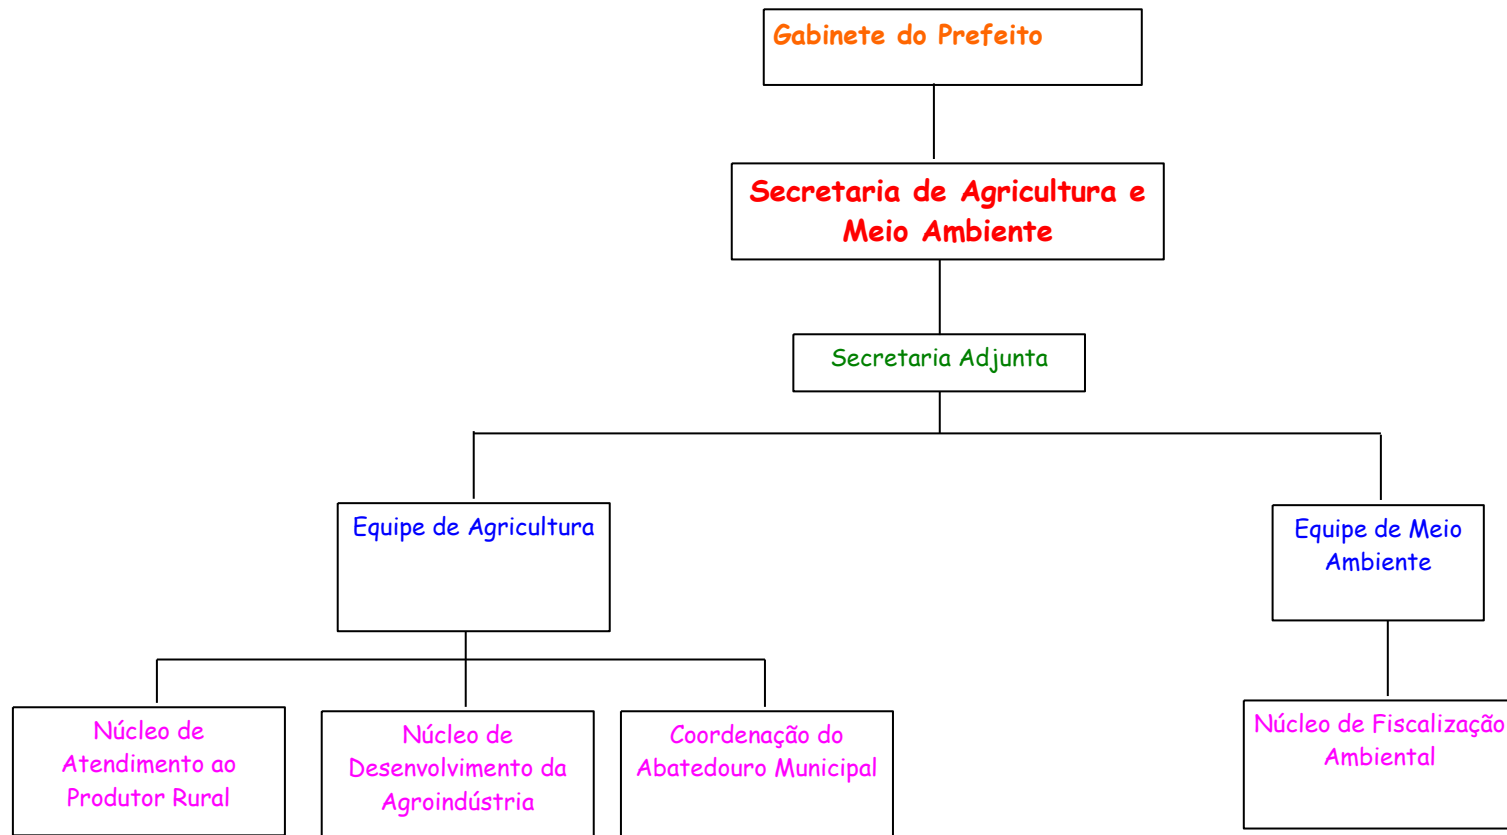 Gabinete do Prefeito
Secretaria de Agricultura e
Meio Ambiente
Secretaria Adjunta
Equipe de Agricultura
Equipe de Meio
Ambiente
Núcleo de
Atendimento ao
Produtor Rural
Núcleo de
Desenvolvimento da
Agroindústria
Coordenação do
Abatedouro Municipal
Núcleo de Fiscalização
Ambiental